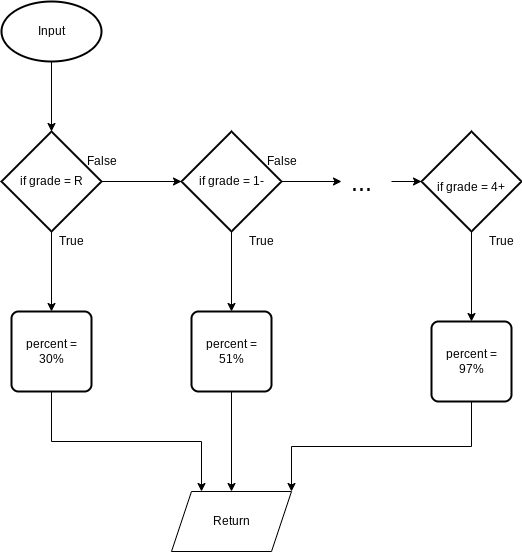 Input
if grade = R
False
if grade = 1-
False
...
if grade = 4+
True
True
True
percent =
30%
percent =
51%
percent =
97%
Return